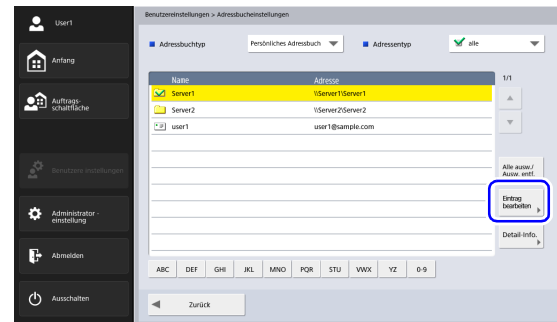 User1
Anfang
Auftrags-
schaltfläche
Benutzere instellungen
Administrator -
einstellung
Abmelden
Ausschalten
Benutzereinstellungen > Adressbucheinstellungen
Adressbuchtyp Persönliches Adressbuch Adressentyp alle
Name Adresse 1/1
Server1 \\Server1\Server1
Server2 \\Server2\Server2
user1 user1@sample.com
Alle ausw./
Ausw. entf.
Eintrag
bearbeiten
Detail-Info.
ABC DEF GHI JKL MNO PQR STU VWX YZ 0-9
Zurück